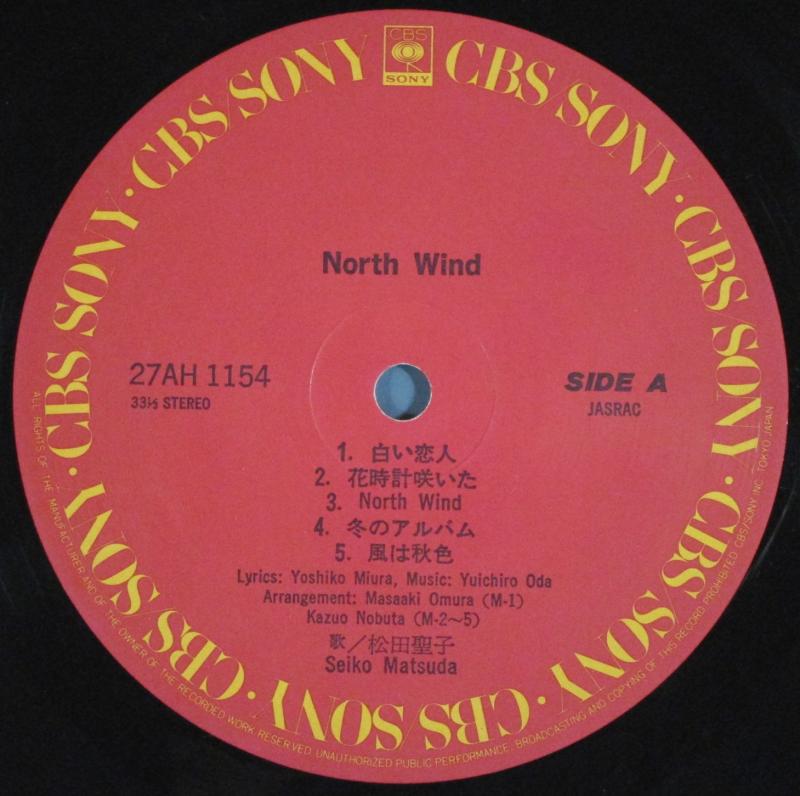 CBS
SONY
CBS/SONY · CBS/SONY · CBS/SONY · CBS/SONY · CBS/SONY · CBS/SONY · CBS/SONY · CBS/SONY
North Wind
27AH 1154
33⅓ STEREO
SIDE A
JASRAC
1. 白い恋人
2. 花時計咲いた
3. North Wind
4. 冬のアルバム
5. 風は秋色
Lyrics: Yoshiko Miura, Music: Yuichiro Oda
Arrangement: Masaaki Omura (M-1)
Kazuo Nobuta (M-2〜5)
歌／松田聖子
Seiko Matsuda
ALL RIGHTS OF THE MANUFACTURER AND OF THE OWNER OF THE RECORDED WORK RESERVED. UNAUTHORIZED PUBLIC PERFORMANCE, BROADCASTING AND COPYING OF THIS RECORD PROHIBITED CBS/SONY INC. TOKYO JAPAN